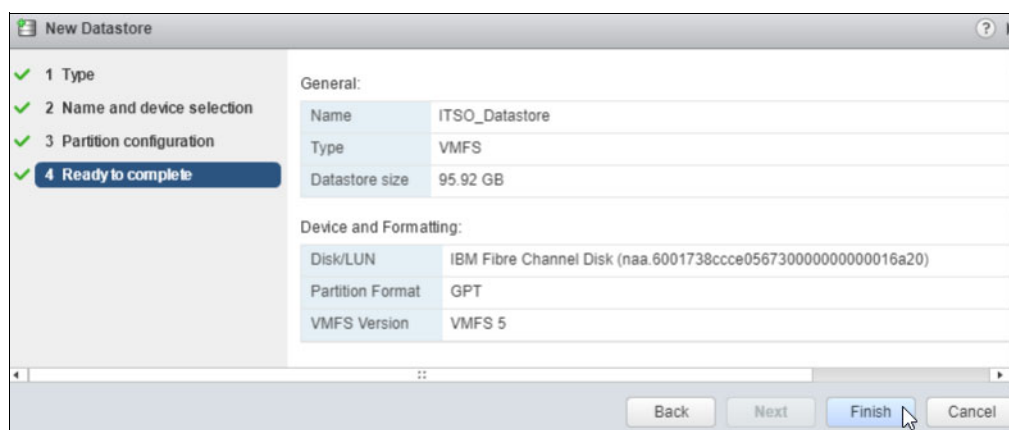 New Datastore
?
1 Type
2 Name and device selection
3 Partition configuration
4 Ready to complete
General:
Name ITSO_Datastore
Type VMFS
Datastore size 95.92 GB
Device and Formatting:
Disk/LUN IBM Fibre Channel Disk (naa.6001738ccce056730000000000016a20)
Partition Format GPT
VMFS Version VMFS 5
Back Next Finish Cancel